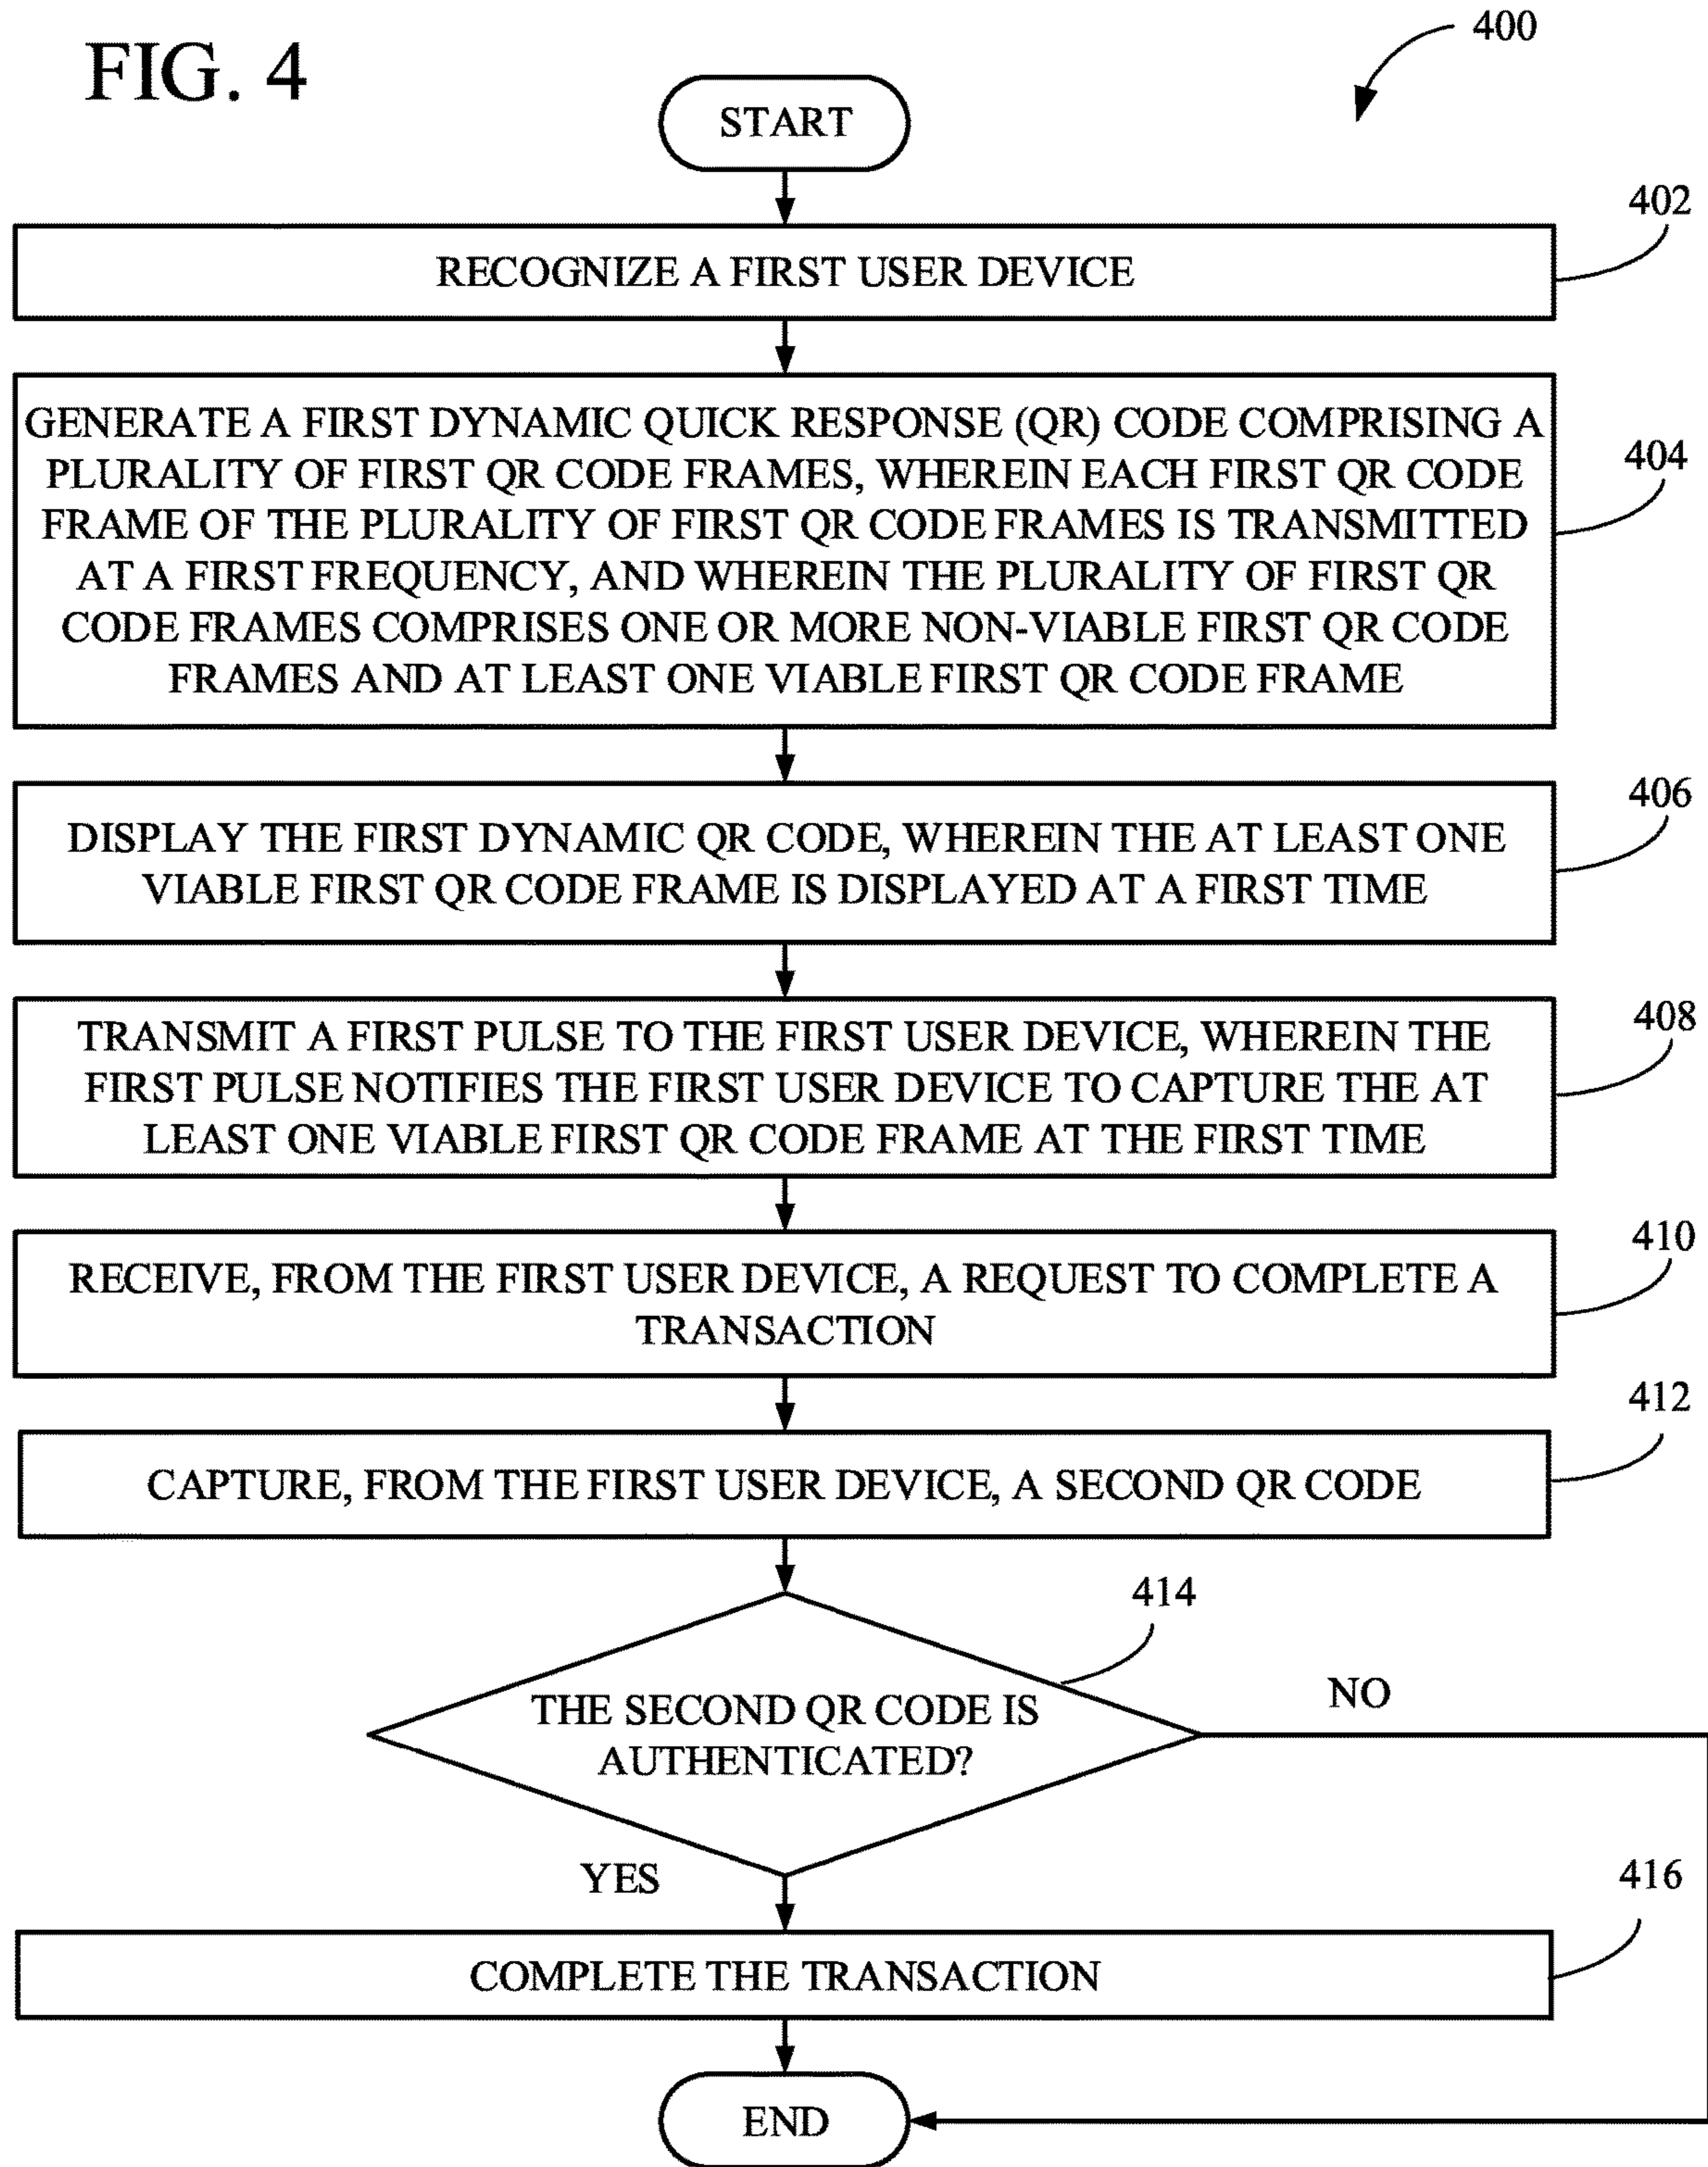 FIG. 4
400
START
402
RECOGNIZE A FIRST USER DEVICE
GENERATE A FIRST DYNAMIC QUICK RESPONSE (QR) CODE COMPRISING A
PLURALITY OF FIRST QR CODE FRAMES, WHEREIN EACH FIRST QR CODE
FRAME OF THE PLURALITY OF FIRST QR CODE FRAMES IS TRANSMITTED
AT A FIRST FREQUENCY, AND WHEREIN THE PLURALITY OF FIRST QR
CODE FRAMES COMPRISES ONE OR MORE NON-VIABLE FIRST QR CODE
FRAMES AND AT LEAST ONE VIABLE FIRST QR CODE FRAME
404
406
DISPLAY THE FIRST DYNAMIC QR CODE, WHEREIN THE AT LEAST ONE
VIABLE FIRST QR CODE FRAME IS DISPLAYED AT A FIRST TIME
408
TRANSMIT A FIRST PULSE TO THE FIRST USER DEVICE, WHEREIN THE
FIRST PULSE NOTIFIES THE FIRST USER DEVICE TO CAPTURE THE AT
LEAST ONE VIABLE FIRST QR CODE FRAME AT THE FIRST TIME
410
RECEIVE, FROM THE FIRST USER DEVICE, A REQUEST TO COMPLETE A
TRANSACTION
412
CAPTURE, FROM THE FIRST USER DEVICE, A SECOND QR CODE
414
THE SECOND QR CODE IS
AUTHENTICATED?
NO
YES
416
COMPLETE THE TRANSACTION
END